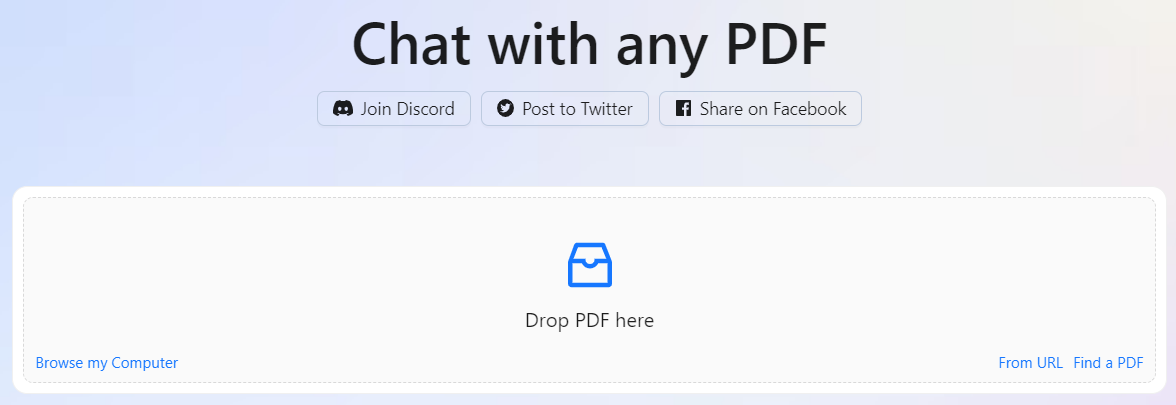 Chat with any PDF
Join Discord Post to Twitter Share on Facebook
Drop PDF here
Browse my Computer From URL Find a PDF